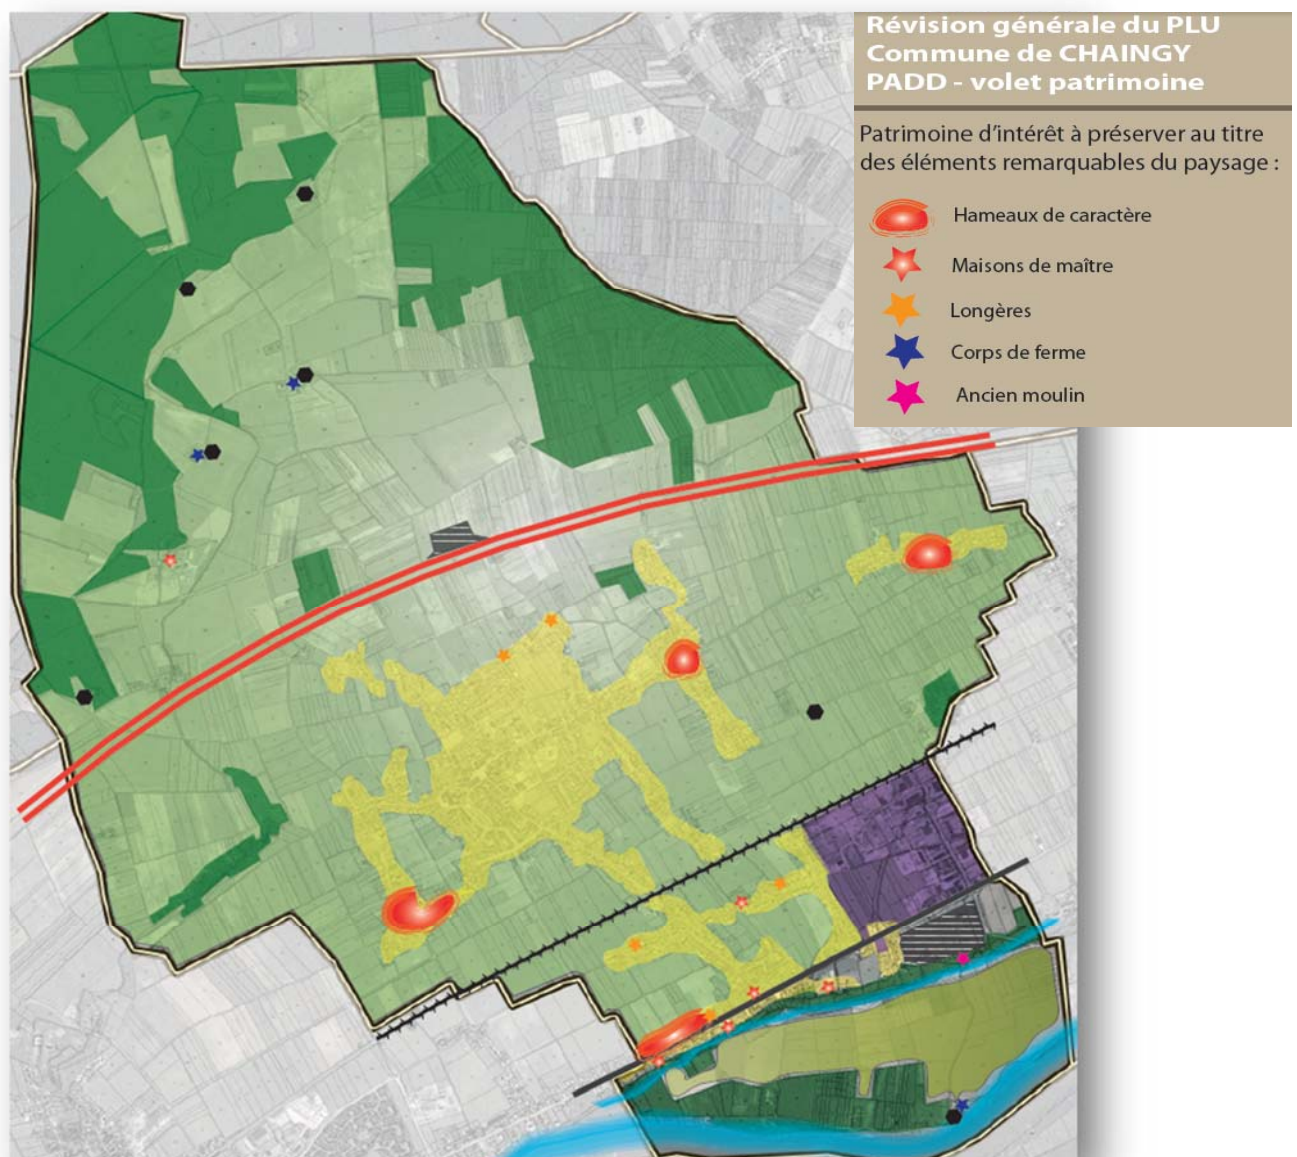 Révision générale du PLU
Commune de CHAINGY
PADD - volet patrimoine
Patrimoine d'intérêt à préserver au titre
des éléments remarquables du paysage :
Hameaux de caractère
Maisons de maître
Longères
Corps de ferme
Ancien moulin